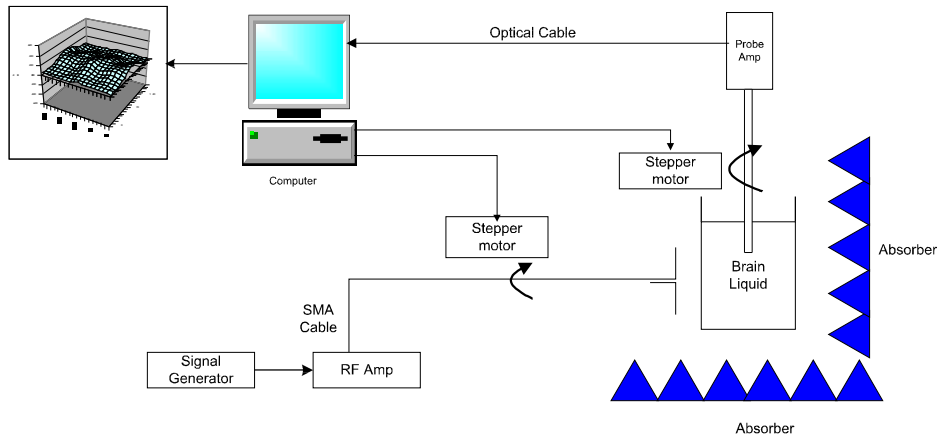 Optical Cable
Probe
Amp
Computer
Stepper
motor
Stepper
motor
Brain
Liquid
Absorber
SMA
Cable
Signal
Generator
RF Amp
Absorber